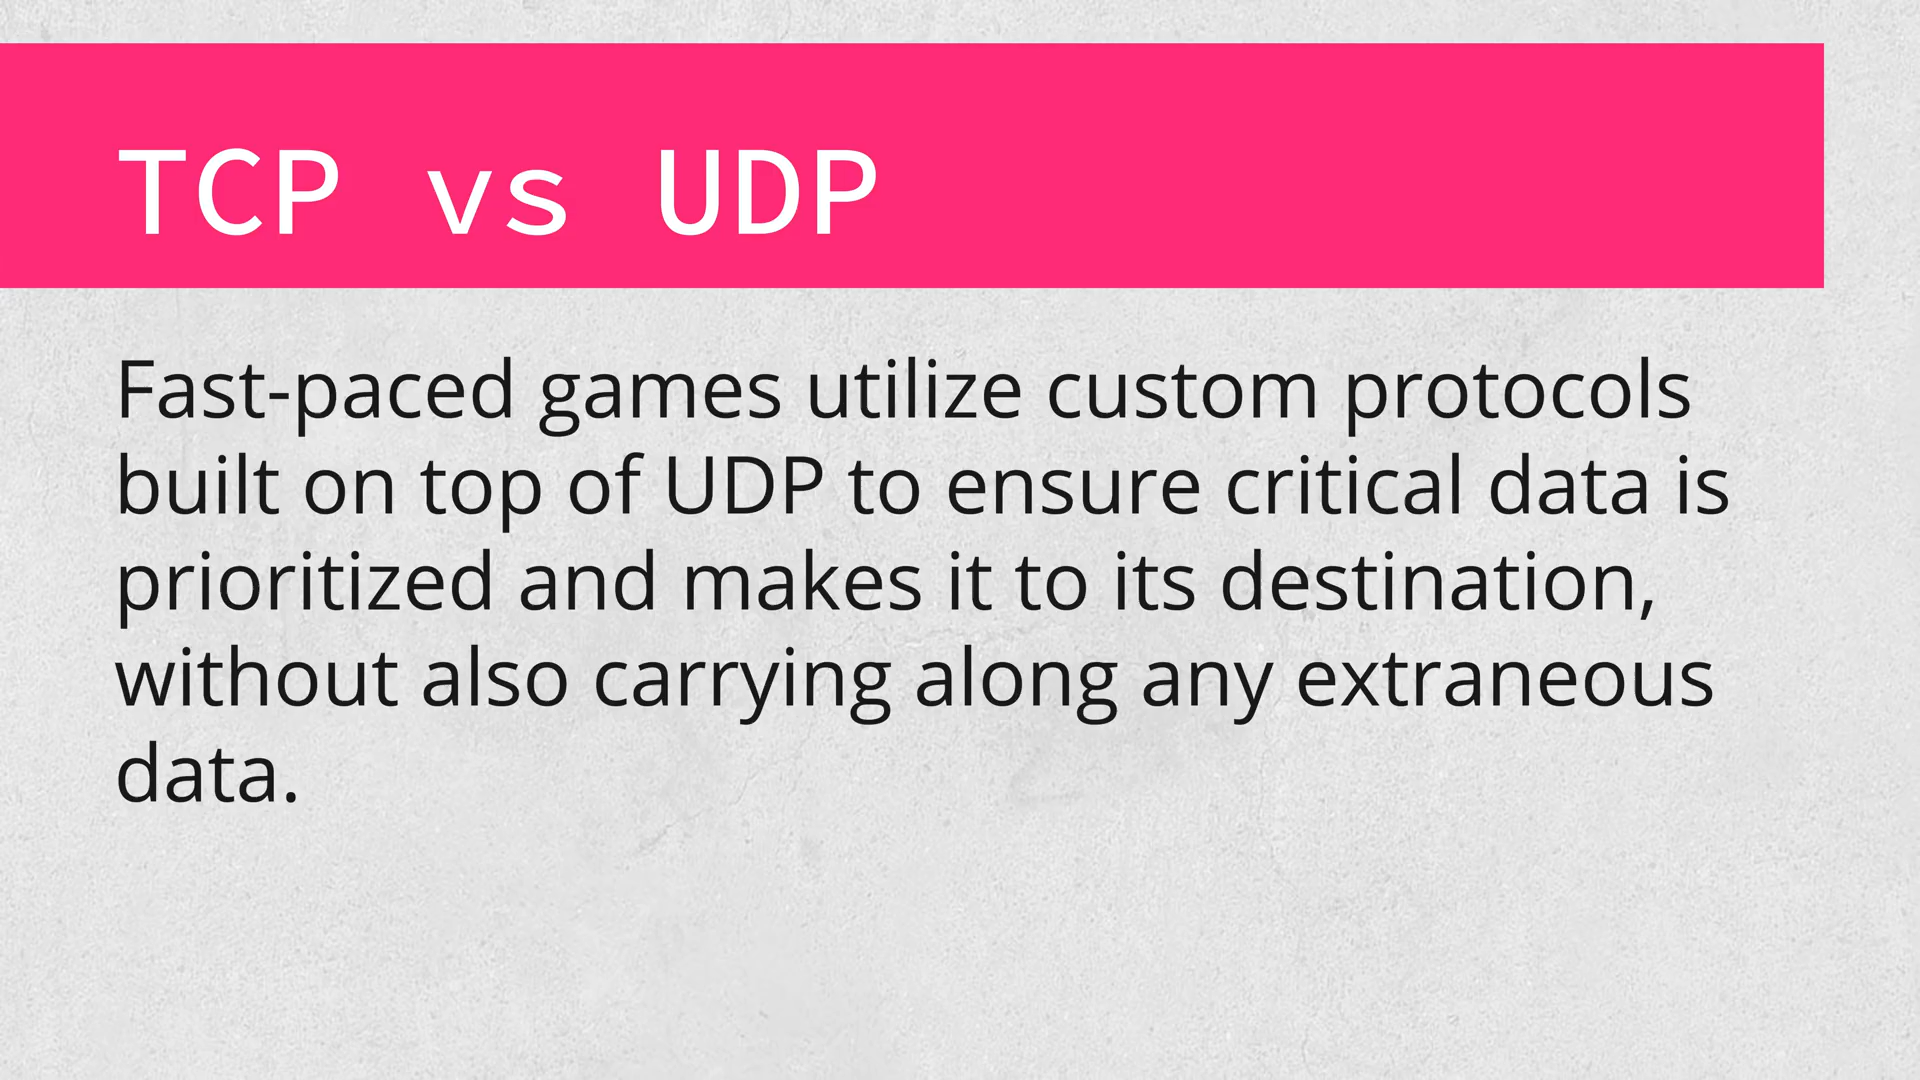 TCP vs UDP
Fast-paced games utilize custom protocols
built on top of UDP to ensure critical data is
prioritized and makes it to its destination,
without also carrying along any extraneous
data.